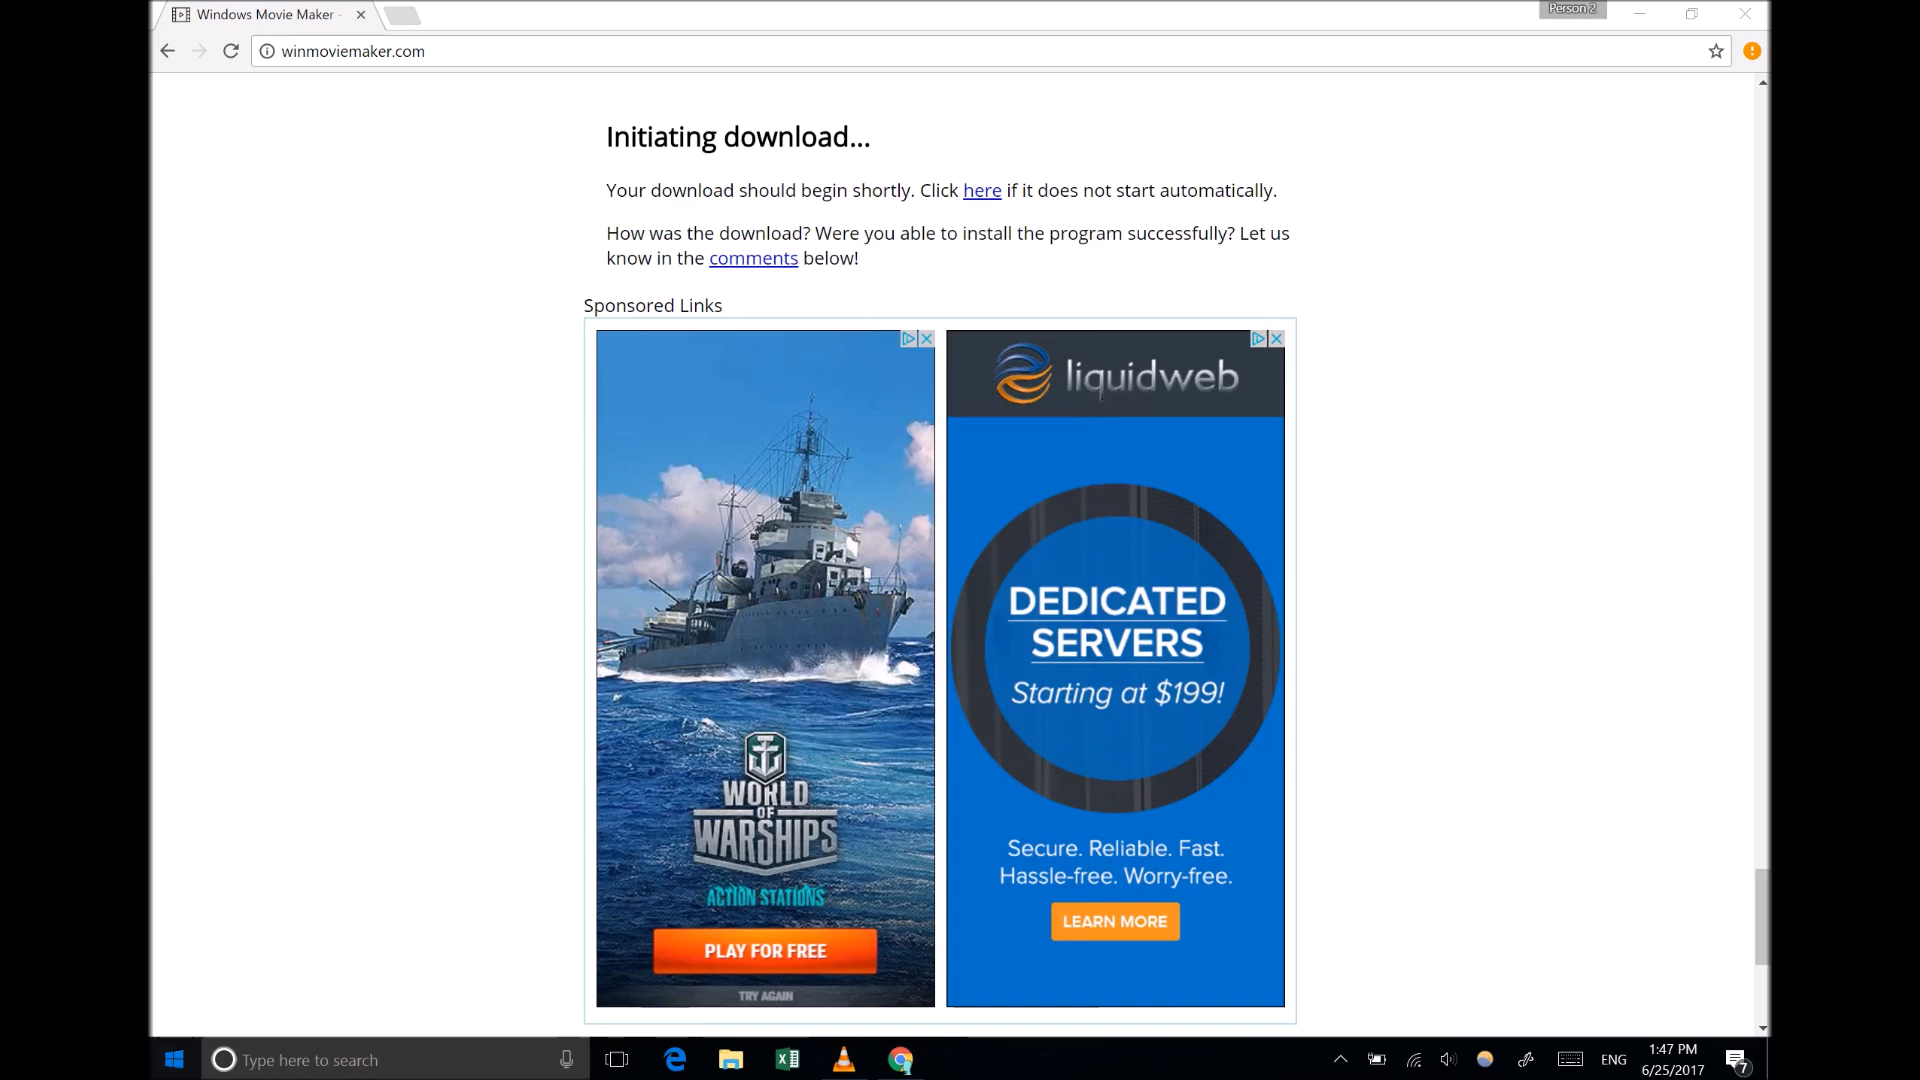 Windows Movie Maker -
Person 2
winmoviemaker.com
Initiating download...
Your download should begin shortly. Click here if it does not start automatically.
How was the download? Were you able to install the program successfully? Let us
know in the comments below!
Sponsored Links
WORLD
OF
WARSHIPS
ACTION STATIONS
PLAY FOR FREE
TRY AGAIN
liquidweb
DEDICATED
SERVERS
Starting at $199!
Secure. Reliable. Fast.
Hassle-free. Worry-free.
LEARN MORE
Type here to search
ENG
1:47 PM
6/25/2017
7